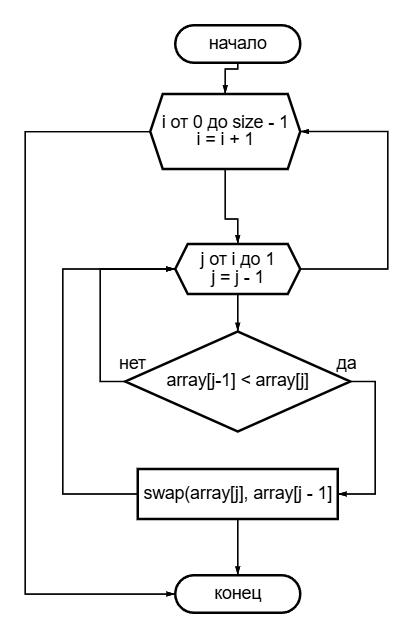 начало
i от 0 до size - 1
i = i + 1
j от i до 1
j = j - 1
нет
да
array[j-1] < array[j]
swap(array[j], array[j - 1]
конец